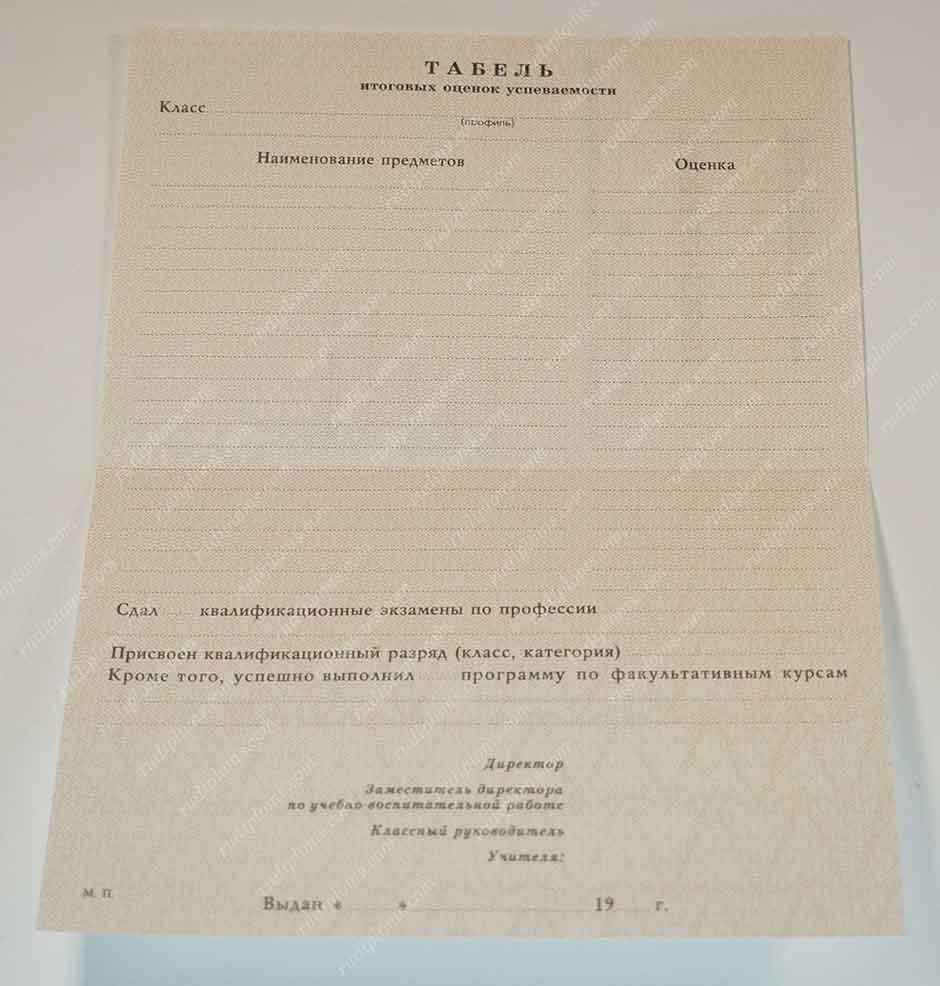 ТАБЕЛЬ
итоговых оценок успеваемости
Класс
(профиль)
Наименование предметов Оценка
Сдал квалификационные экзамены по профессии
Присвоен квалификационный разряд (класс, категория)
Кроме того, успешно выполнил программу по факультативным курсам
Директор
Заместитель директора
по учебно-воспитательной работе
Классный руководитель
Учителя:
М. П.
Выдан « » 19 г.
rudiploms.com